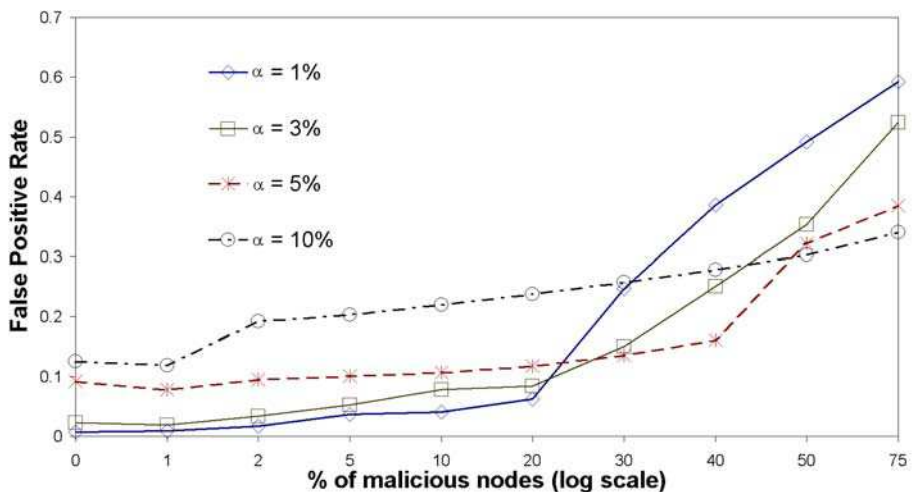 0.7
0.6
0.5
0.4
0.3
0.2
0.1
0
False Positive Rate
α = 1%
α = 3%
α = 5%
α = 10%
0 1 2 5 10 20 30 40 50 75
% of malicious nodes (log scale)